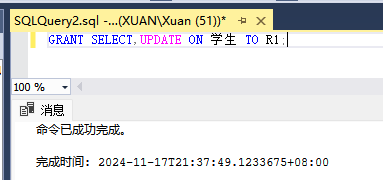 SQLQuery2.sql -...(XUAN\Xuan (51))*
GRANT SELECT,UPDATE ON 学生 TO R1;
100 %
消息
命令已成功完成。
完成时间: 2024-11-17T21:37:49.1233675+08:00